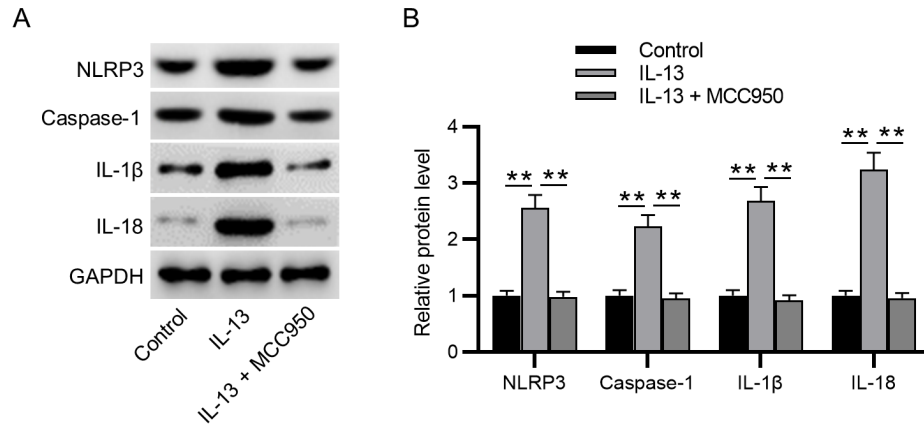 A
NLRP3
Caspase-1
IL-1β
IL-18
GAPDH
Control
IL-13
IL-13 + MCC950
B
Control
IL-13
IL-13 + MCC950
Relative protein level
4
3
2
1
0
** **
** **
** **
** **
NLRP3
Caspase-1
IL-1β
IL-18